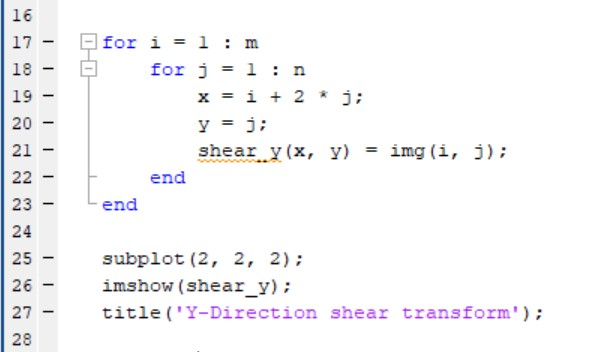 16
17 – for i = 1 : m
18 – for j = 1 : n
19 – x = i + 2 * j;
20 – y = j;
21 – shear_y(x, y) = img(i, j);
22 – end
23 – end
24
25 – subplot(2, 2, 2);
26 – imshow(shear_y);
27 – title('Y-Direction shear transform');
28